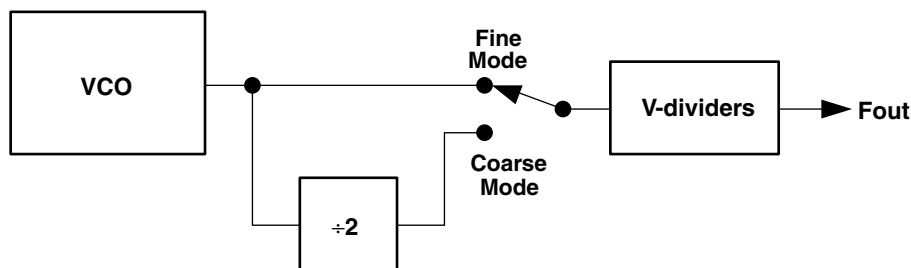 VCO
Fine
Mode
V-dividers
Fout
Coarse
Mode
÷2